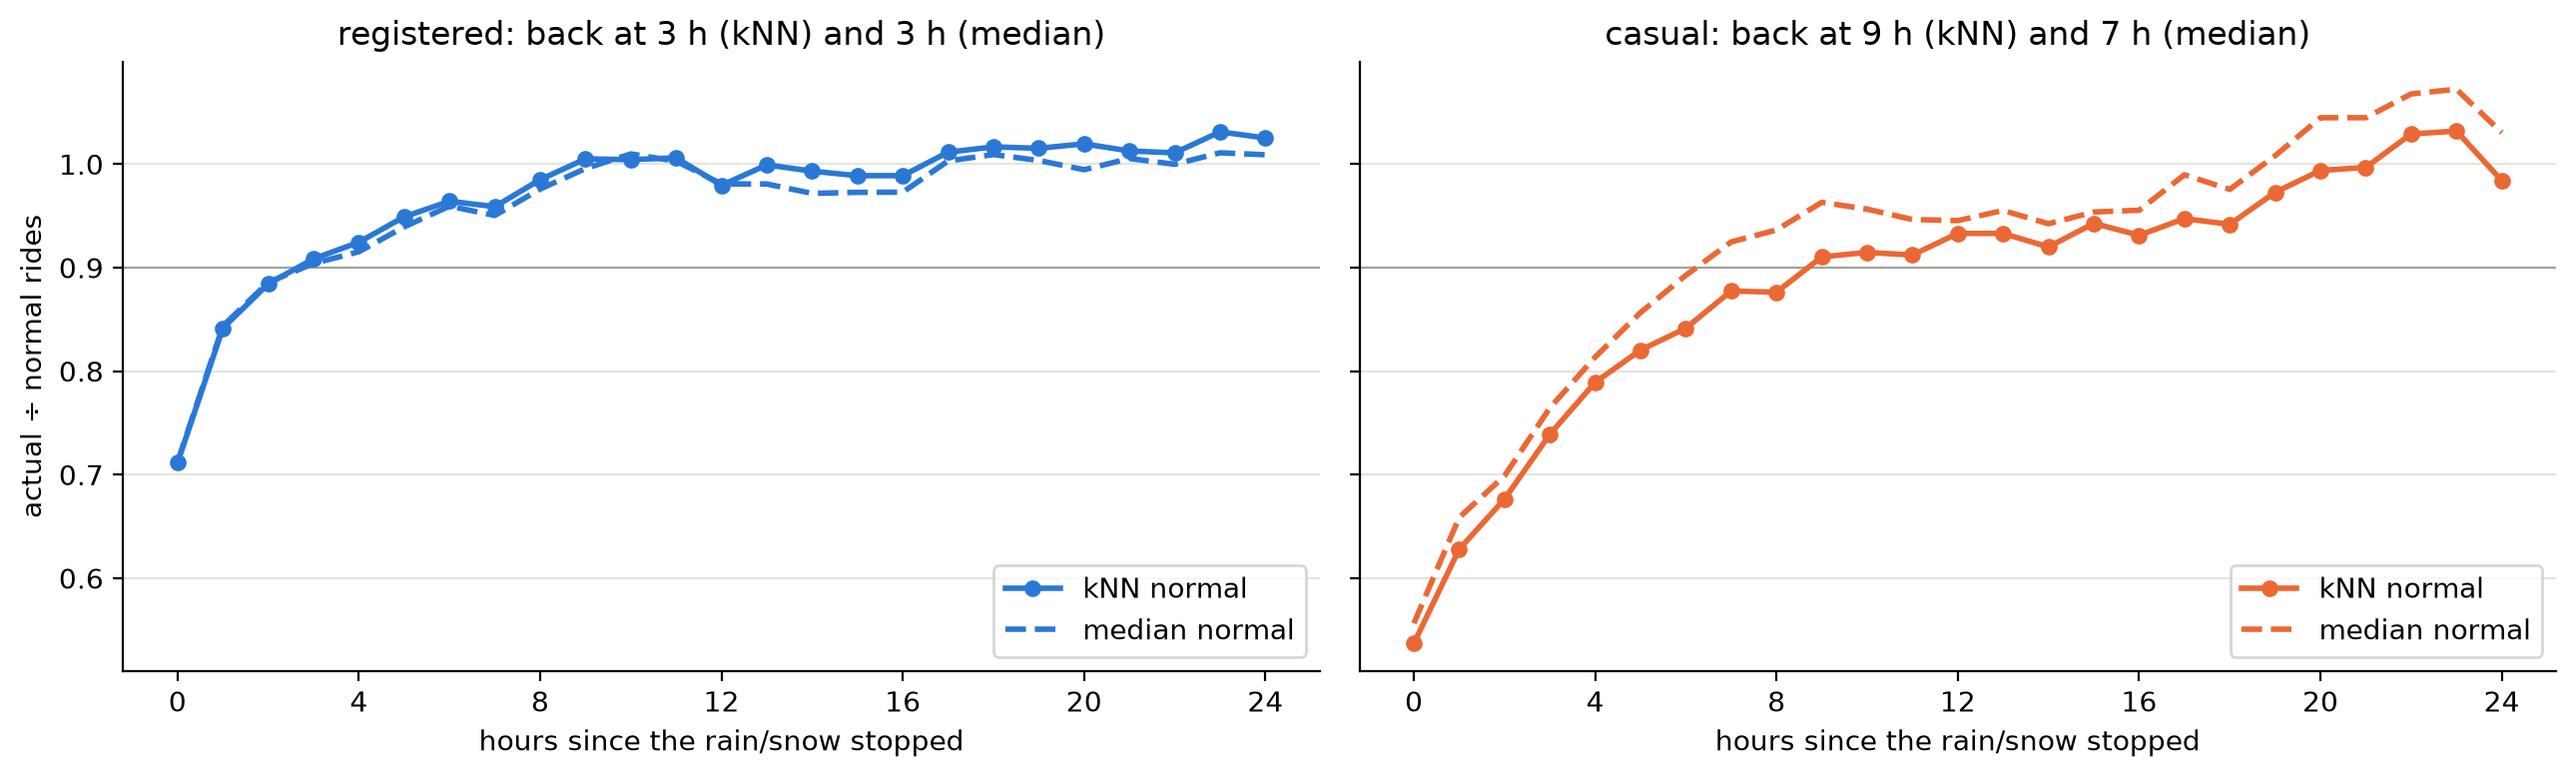 registered: back at 3 h (kNN) and 3 h (median)
actual ÷ normal rides
1.0
0.9
0.8
0.7
0.6
kNN normal
median normal
0 4 8 12 16 20 24
hours since the rain/snow stopped
casual: back at 9 h (kNN) and 7 h (median)
kNN normal
median normal
0 4 8 12 16 20 24
hours since the rain/snow stopped